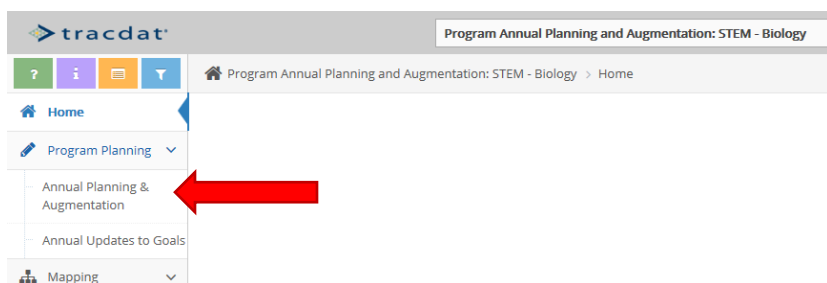 tracdat
Program Annual Planning and Augmentation: STEM - Biology
? i
Program Annual Planning and Augmentation: STEM - Biology > Home
Home
Program Planning
Annual Planning &
Augmentation
Annual Updates to Goals
Mapping